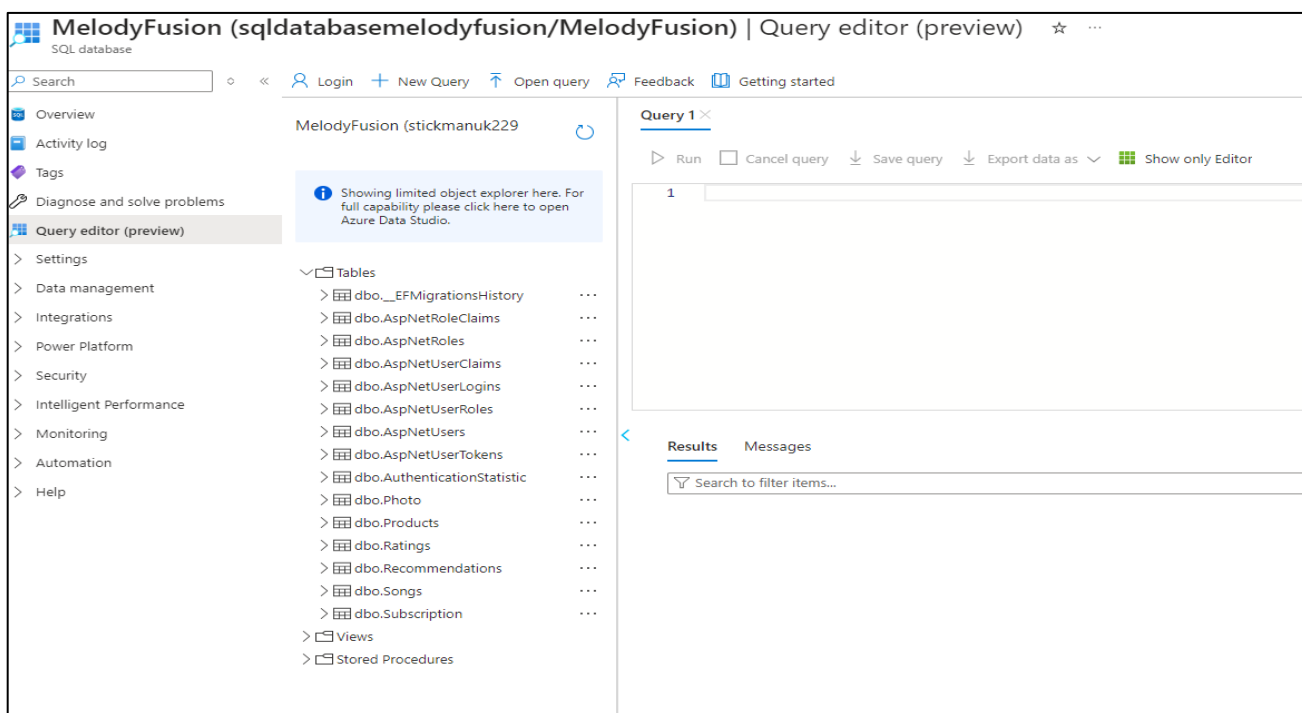 MelodyFusion (sqldatabasemelodyfusion/MelodyFusion) | Query editor (preview)
SQL database
Search
Login
New Query
Open query
Feedback
Getting started
Overview
Activity log
Tags
Diagnose and solve problems
Query editor (preview)
Settings
Data management
Integrations
Power Platform
Security
Intelligent Performance
Monitoring
Automation
Help
MelodyFusion (stickmanuk229
Showing limited object explorer here. For
full capability please click here to open
Azure Data Studio.
Tables
dbo.__EFMigrationsHistory
dbo.AspNetRoleClaims
dbo.AspNetRoles
dbo.AspNetUserClaims
dbo.AspNetUserLogins
dbo.AspNetUserRoles
dbo.AspNetUsers
dbo.AspNetUserTokens
dbo.AuthenticationStatistic
dbo.Photo
dbo.Products
dbo.Ratings
dbo.Recommendations
dbo.Songs
dbo.Subscription
Views
Stored Procedures
Query 1
Run
Cancel query
Save query
Export data as
Show only Editor
1
Results
Messages
Search to filter items...